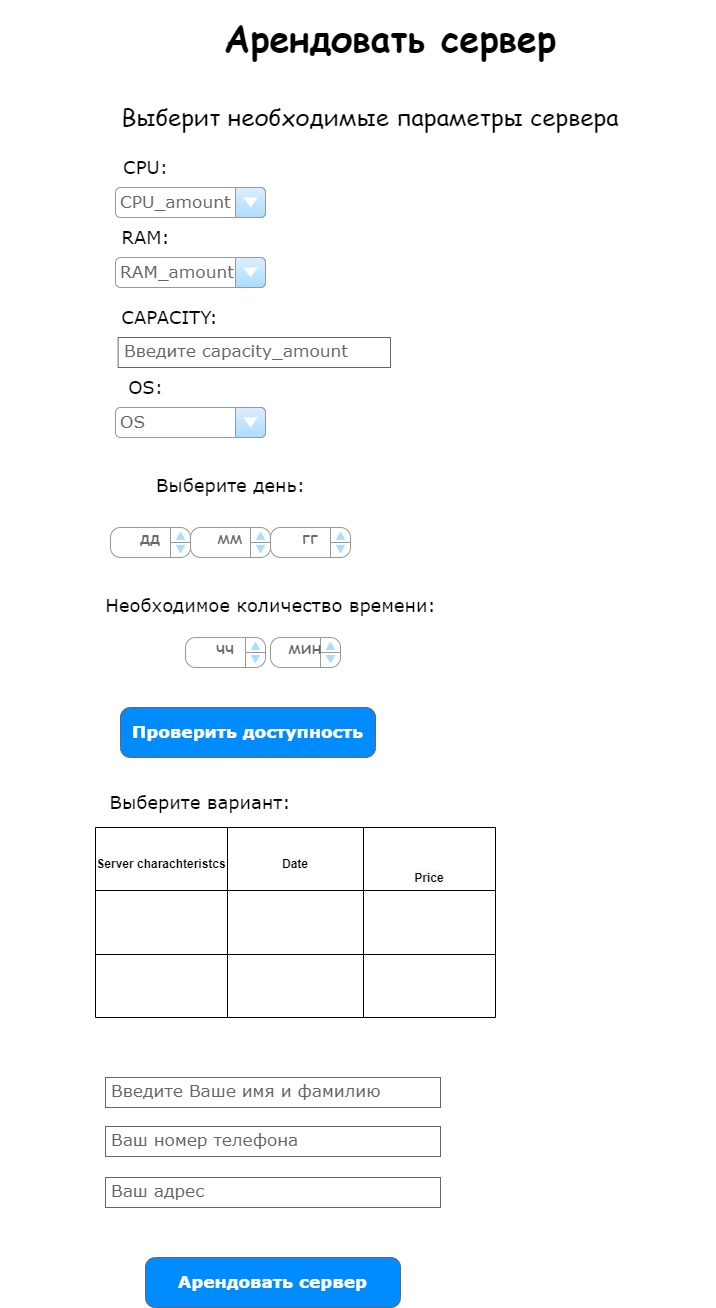 Арендовать сервер
Выберит необходимые параметры сервера
CPU:
CPU_amount
RAM:
RAM_amount
CAPACITY:
Введите capacity_amount
OS:
OS
Выберите день:
дд мм гг
Необходимое количество времени:
чч мин
Проверить доступность
Выберите вариант:
Server charachteristcs Date Price
Введите Ваше имя и фамилию
Ваш номер телефона
Ваш адрес
Арендовать сервер